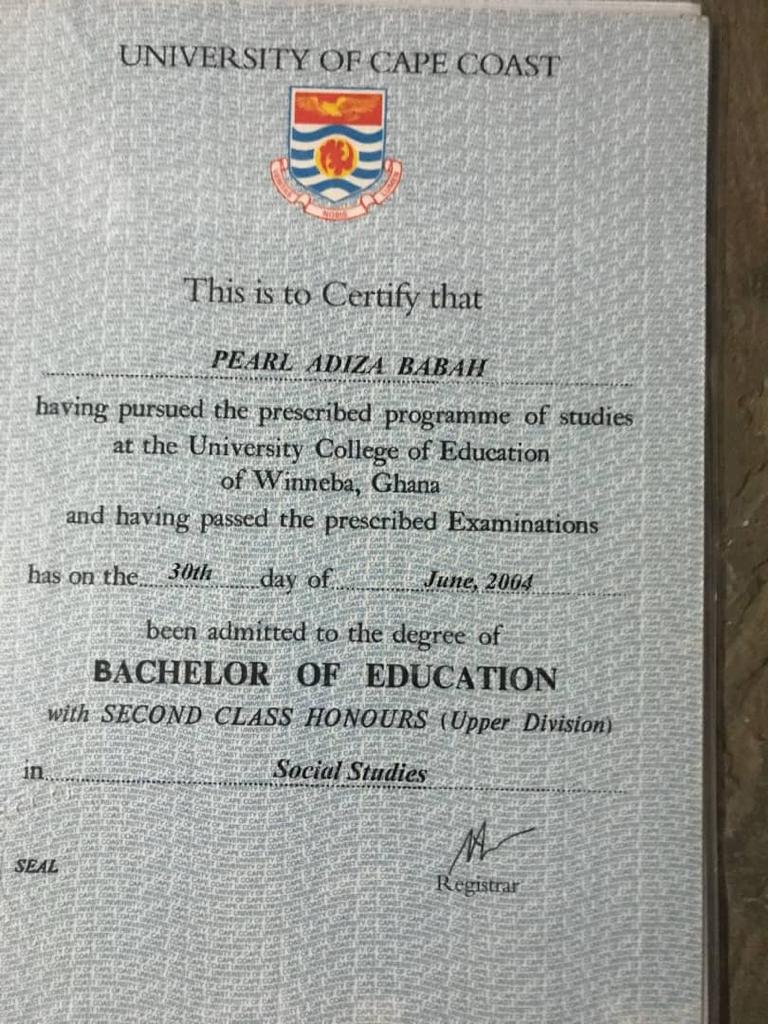 UNIVERSITY OF CAPE COAST
VERITAS NOBIS LUMEN
This is to Certify that
PEARL ADIZA BABAH
having pursued the prescribed programme of studies
at the University College of Education
of Winneba, Ghana
and having passed the prescribed Examinations
has on the 30th day of June, 2004
been admitted to the degree of
BACHELOR OF EDUCATION
with SECOND CLASS HONOURS (Upper Division)
in Social Studies
SEAL
Registrar